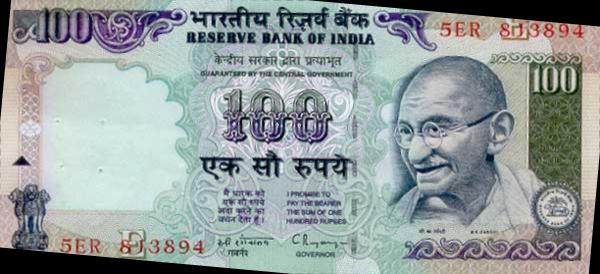 100 भारतीय रिज़र्व बैंक 5ER 813894
RESERVE BANK OF INDIA
केन्द्रीय सरकार द्वारा प्रत्याभूत
GUARANTEED BY THE CENTRAL GOVERNMENT
100
100
एक सौ रुपये
मैं धारक को
एक सौ रुपये
अदा करने का
वचन देता हूँ।
I PROMISE TO
PAY THE BEARER
THE SUM OF ONE
HUNDRED RUPEES
5ER 813894
गवर्नर
GOVERNOR